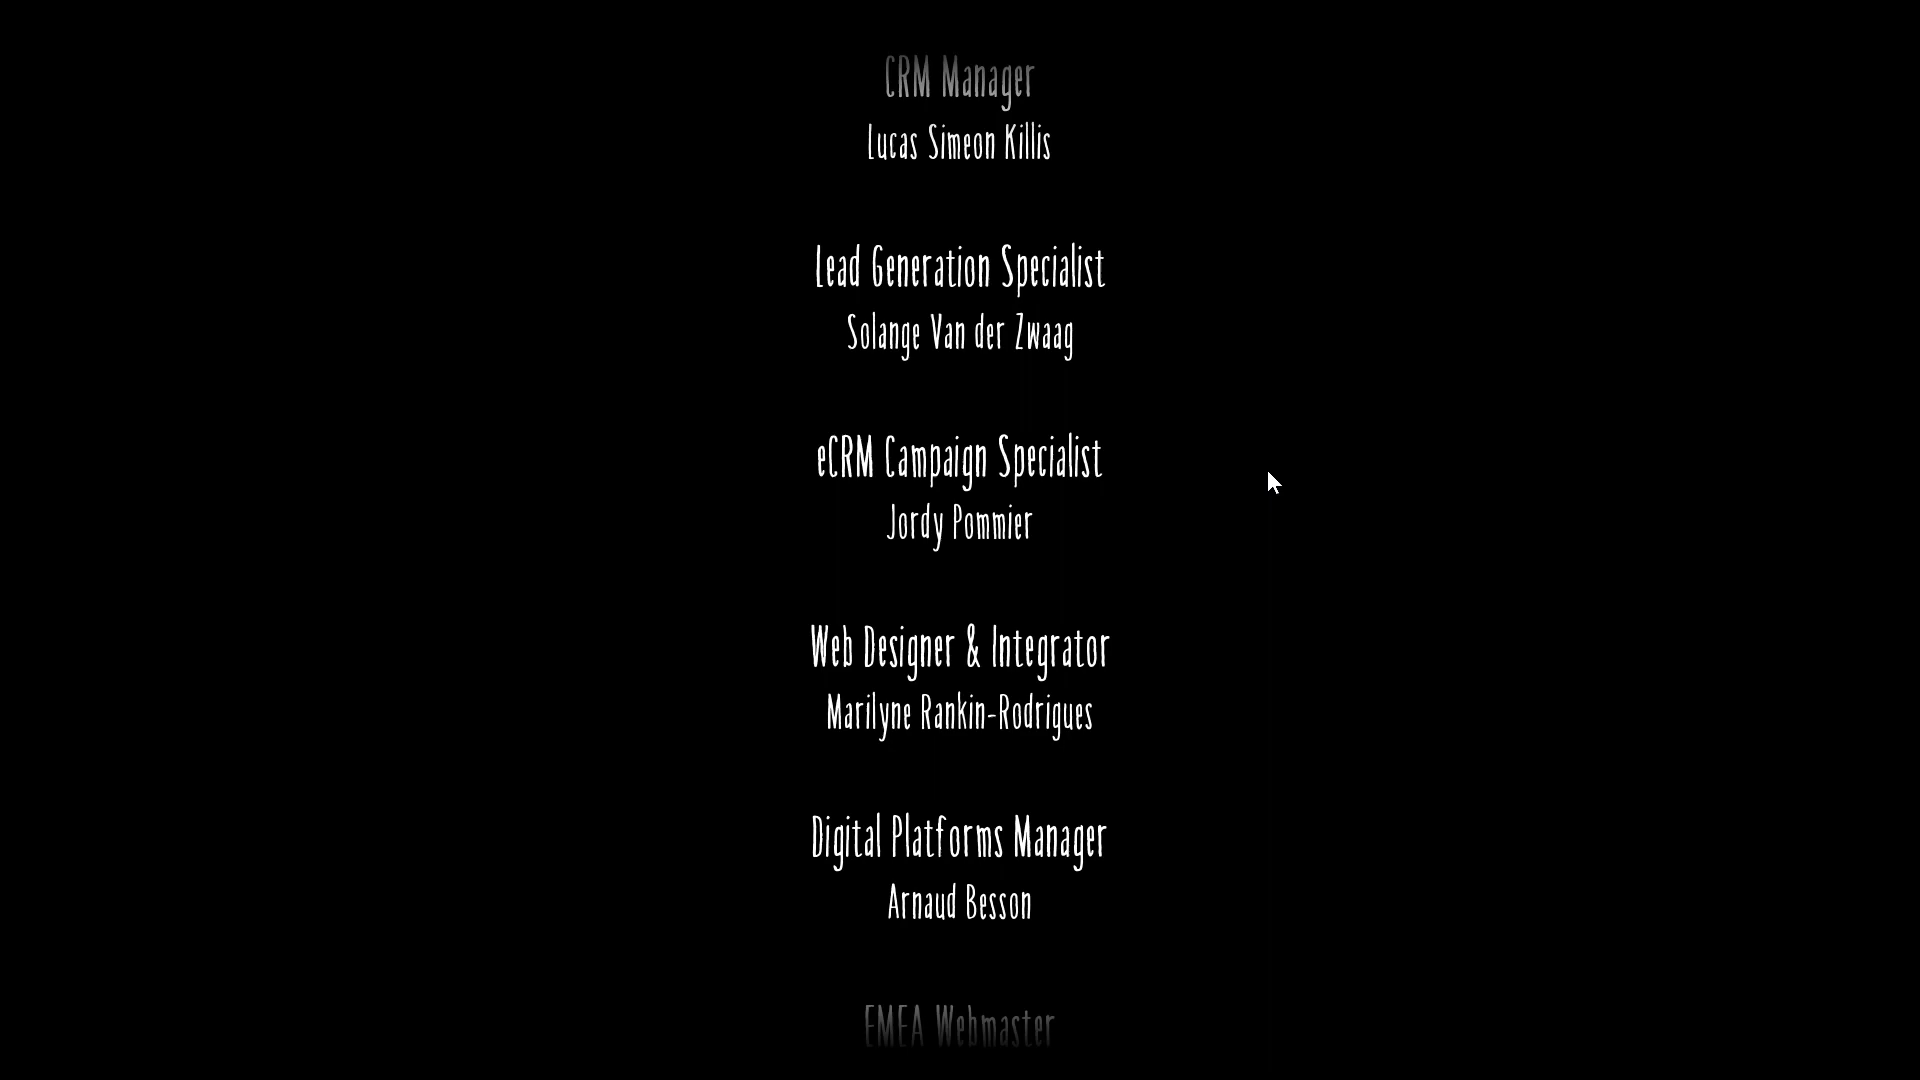 CRM Manager
Lucas Simeon Killis
Lead Generation Specialist
Solange Van der Zwaag
eCRM Campaign Specialist
Jordy Pommier
Web Designer & Integrator
Marilyne Rankin-Rodrigues
Digital Platforms Manager
Arnaud Besson
EMEA Webmaster